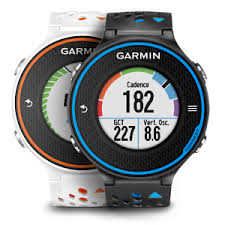 GARMIN
GARMIN
Cadence
182
GCT Vert. Osc.
227 8.6